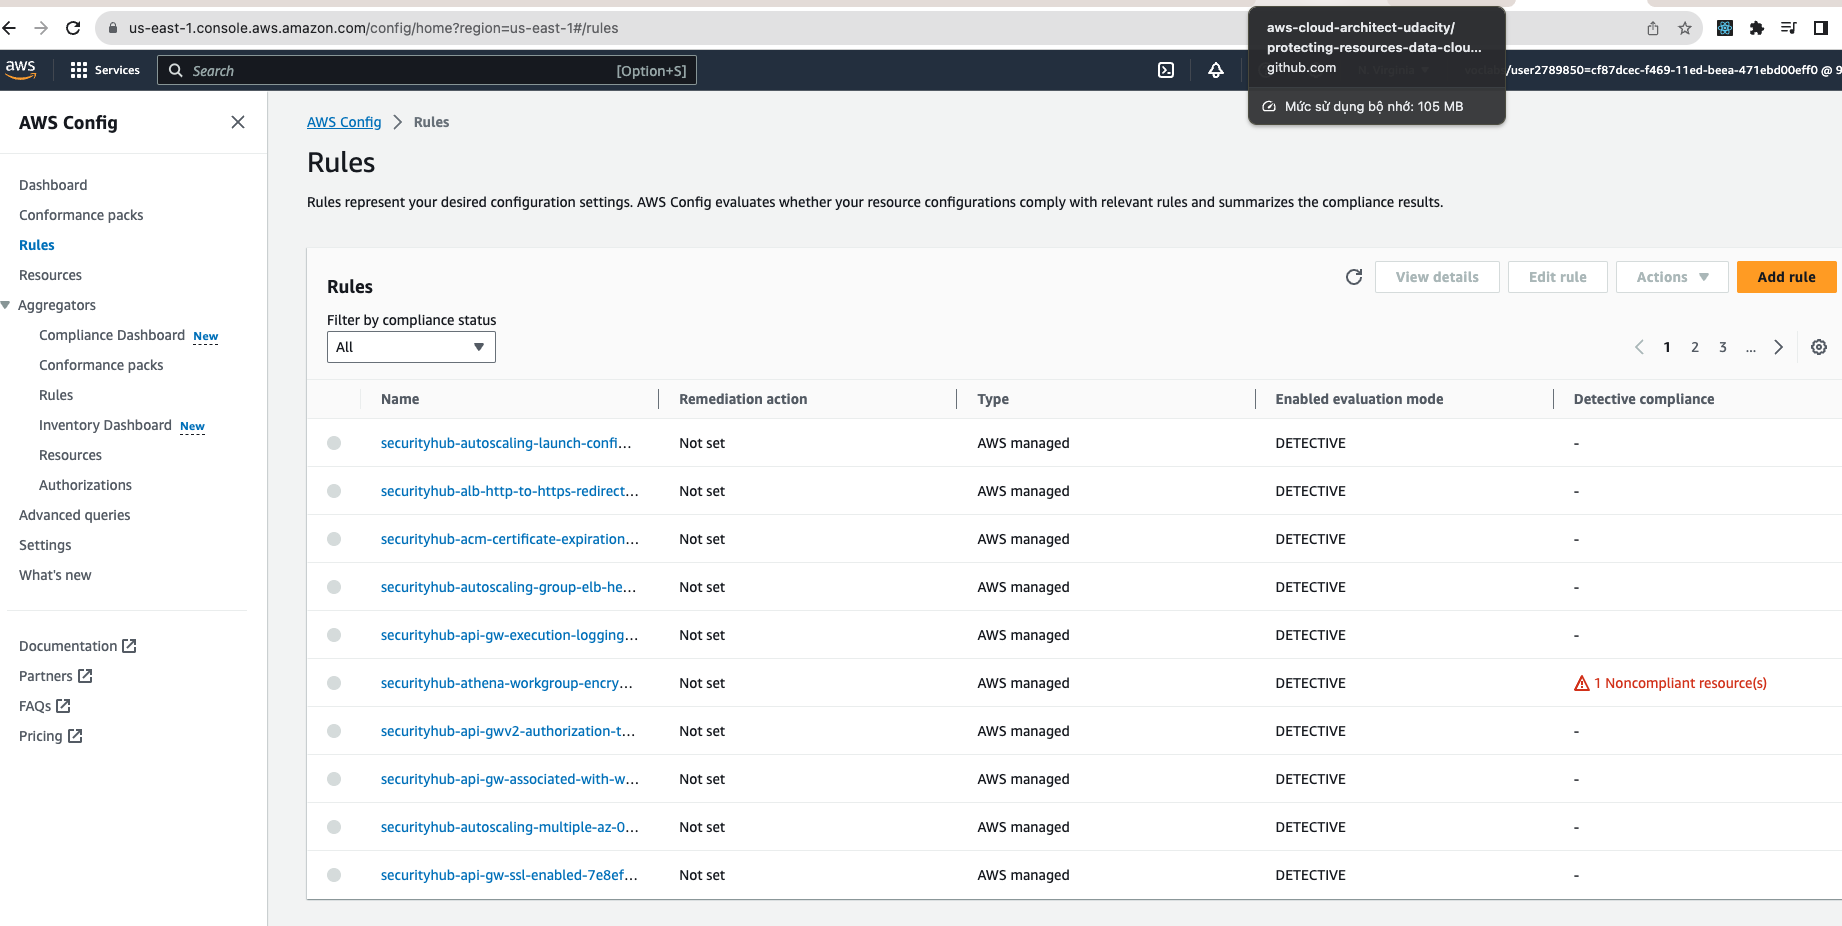 us-east-1.console.aws.amazon.com/config/home?region=us-east-1#/rules
aws-cloud-architect-udacity/
protecting-resources-data-clou...
github.com
Mức sử dụng bộ nhớ: 105 MB
aws
Services
Search
[Option+S]
/user2789850=cf87dcec-f469-11ed-beea-471ebd00eff0 @ 9
AWS Config
Dashboard
Conformance packs
Rules
Resources
Aggregators
Compliance Dashboard New
Conformance packs
Rules
Inventory Dashboard New
Resources
Authorizations
Advanced queries
Settings
What's new
Documentation
Partners
FAQs
Pricing
AWS Config > Rules
Rules
Rules represent your desired configuration settings. AWS Config evaluates whether your resource configurations comply with relevant rules and summarizes the compliance results.
Rules
View details
Edit rule
Actions
Add rule
Filter by compliance status
All
1 2 3 ...
Name Remediation action Type Enabled evaluation mode Detective compliance
securityhub-autoscaling-launch-confi... Not set AWS managed DETECTIVE -
securityhub-alb-http-to-https-redirect... Not set AWS managed DETECTIVE -
securityhub-acm-certificate-expiration... Not set AWS managed DETECTIVE -
securityhub-autoscaling-group-elb-he... Not set AWS managed DETECTIVE -
securityhub-api-gw-execution-logging... Not set AWS managed DETECTIVE -
securityhub-athena-workgroup-encry... Not set AWS managed DETECTIVE 1 Noncompliant resource(s)
securityhub-api-gwv2-authorization-t... Not set AWS managed DETECTIVE -
securityhub-api-gw-associated-with-w... Not set AWS managed DETECTIVE -
securityhub-autoscaling-multiple-az-0... Not set AWS managed DETECTIVE -
securityhub-api-gw-ssl-enabled-7e8ef... Not set AWS managed DETECTIVE -